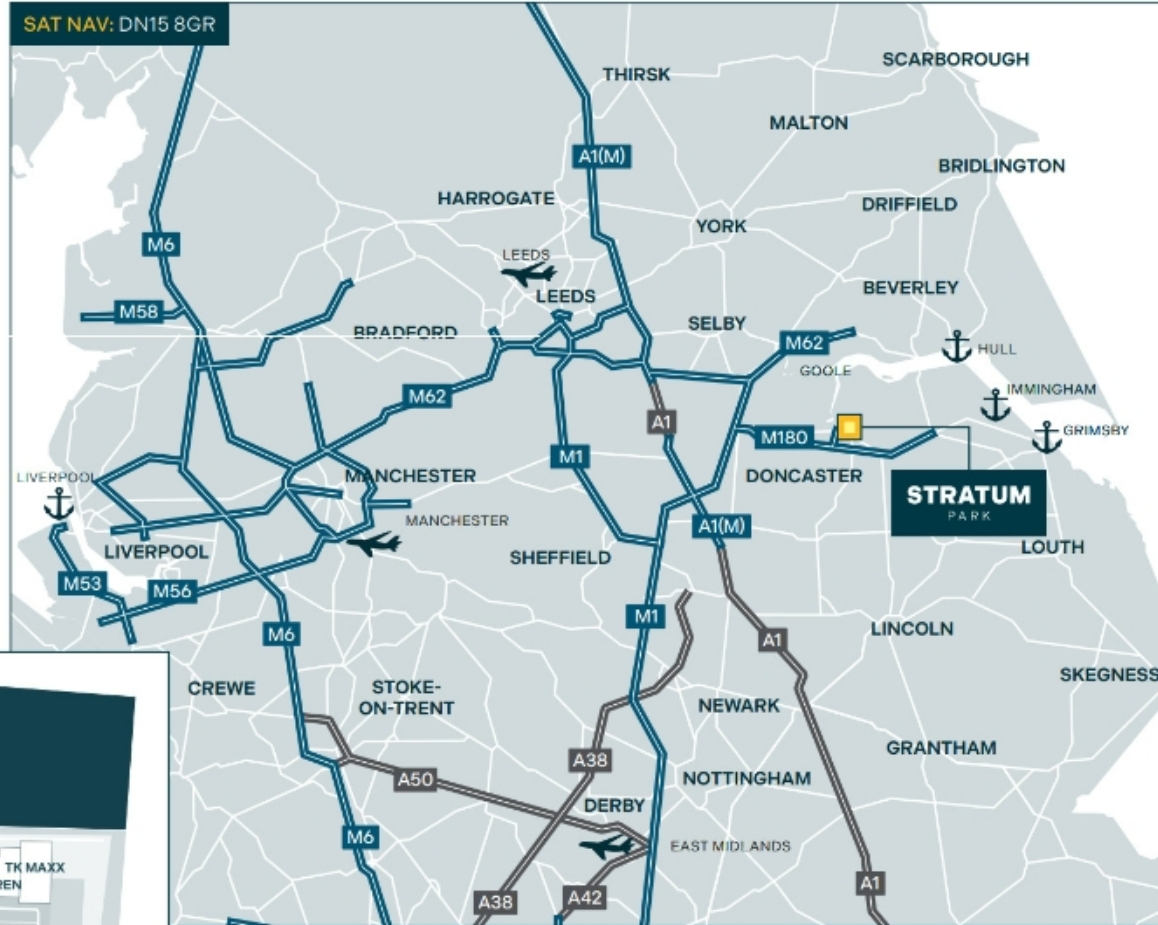 SAT NAV: DN15 8GR
SCARBOROUGH
THIRSK
MALTON
A1(M)
BRIDLINGTON
HARROGATE
DRIFFIELD
YORK
M6
LEEDS
LEEDS
BEVERLEY
M58
SELBY
BRADFORD
M62
HULL
GOOLE
IMMINGHAM
M62
A1
GRIMSBY
M180
M1
LIVERPOOL
MANCHESTER
DONCASTER
STRATUM
PARK
MANCHESTER
A1(M)
LIVERPOOL
SHEFFIELD
LOUTH
M53
M56
M1
M6
LINCOLN
A1
SKEGNESS
CREWE
STOKE-
ON-TRENT
NEWARK
GRANTHAM
A38
A50
NOTTINGHAM
DERBY
M6
EAST MIDLANDS
TK MAXX
REN
A1
A38
A42